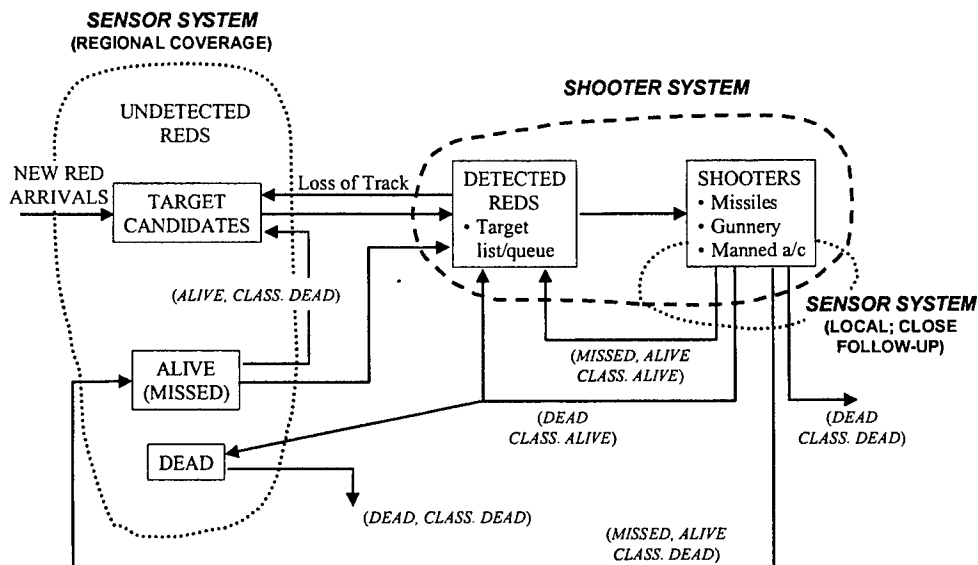 SENSOR SYSTEM
(REGIONAL COVERAGE)
UNDETECTED
REDS
NEW RED
ARRIVALS
TARGET
CANDIDATES
Loss of Track
(ALIVE, CLASS. DEAD)
ALIVE
(MISSED)
DEAD
(DEAD, CLASS. DEAD)
SHOOTER SYSTEM
DETECTED
REDS
• Target
list/queue
SHOOTERS
• Missiles
• Gunnery
• Manned a/c
SENSOR SYSTEM
(LOCAL; CLOSE
FOLLOW-UP)
(MISSED, ALIVE
CLASS. ALIVE)
(DEAD
CLASS. ALIVE)
(DEAD
CLASS. DEAD)
(MISSED, ALIVE
CLASS. DEAD)